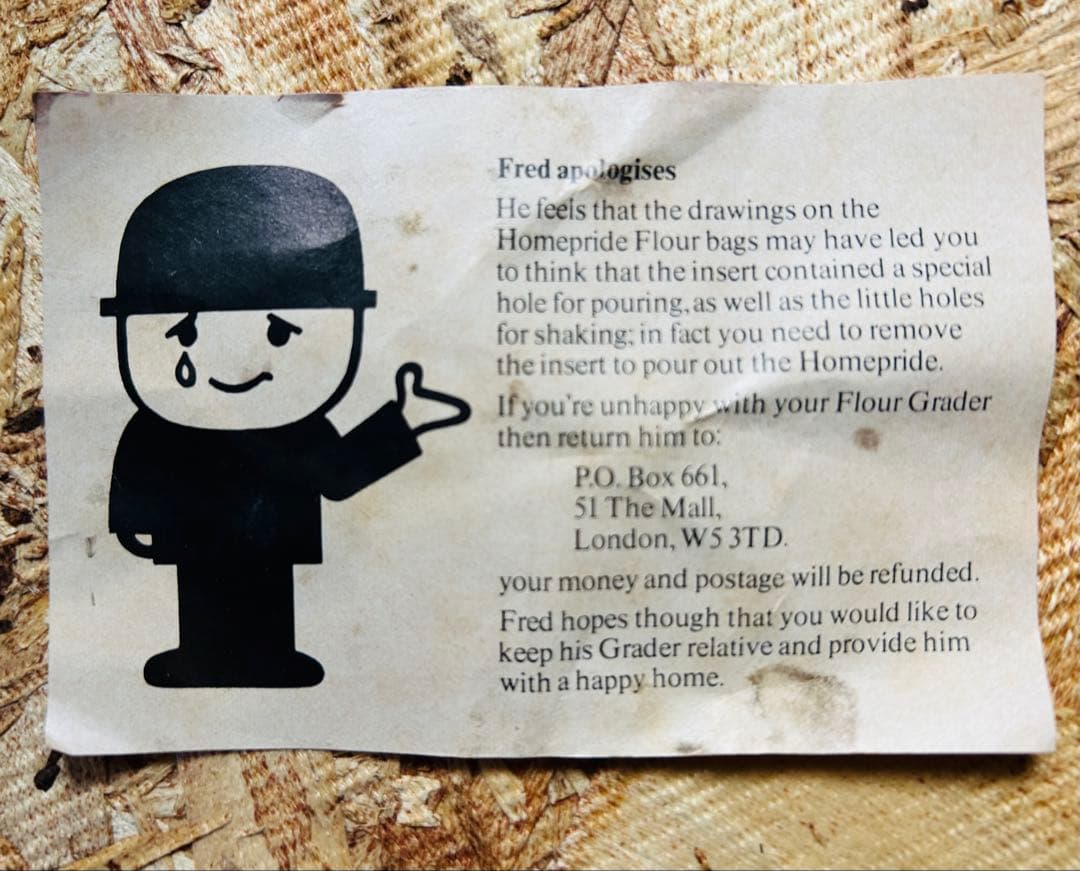 Fred apologises
He feels that the drawings on the
Homepride Flour bags may have led you
to think that the insert contained a special
hole for pouring, as well as the little holes
for shaking; in fact you need to remove
the insert to pour out the Homepride.
If you're unhappy with your Flour Grader
then return him to:
P.O. Box 661,
51 The Mall,
London, W5 3TD.
your money and postage will be refunded.
Fred hopes though that you would like to
keep his Grader relative and provide him
with a happy home.